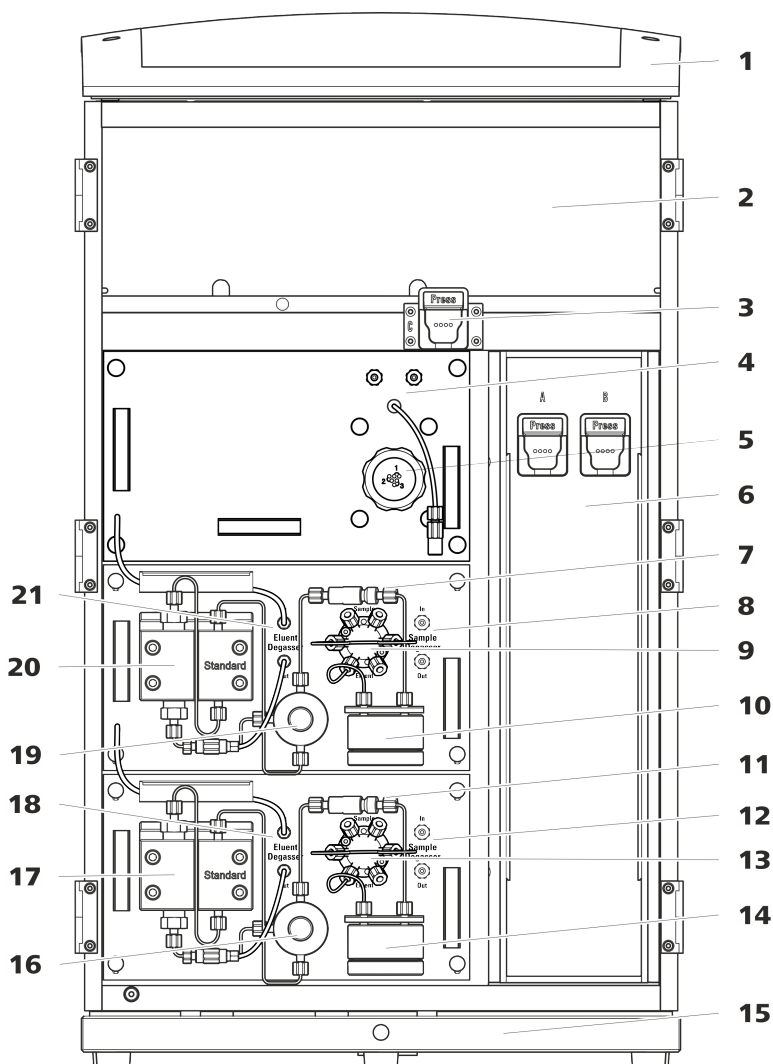 1
2
Press
3
C
4
A B
Press Press
1
2 3
5
6
7
21
Sample
In
8
Eluent
Degasser
Sample
9
20
Standard
Out
Eluent
10
19
11
18
Sample
In
12
Eluent
Degasser
Sample
13
17
Standard
Out
Eluent
14
16
15